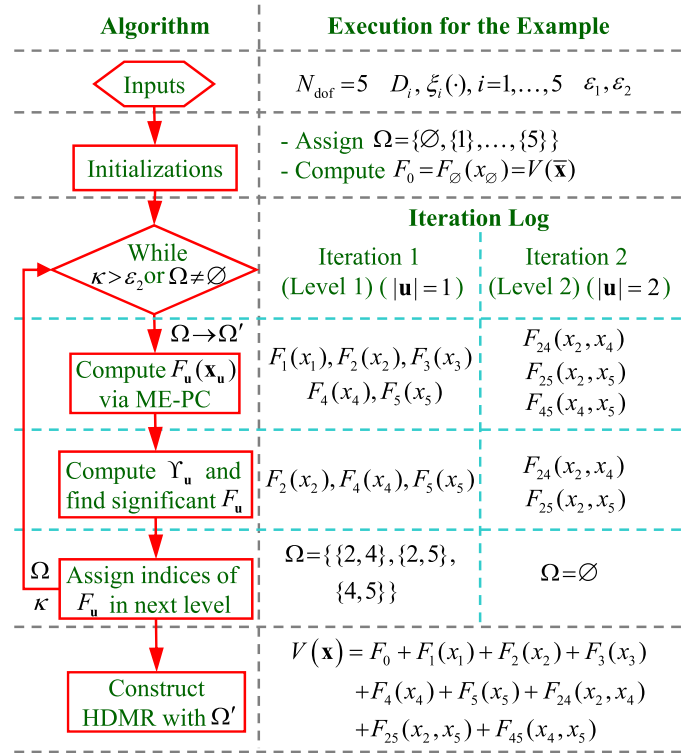 Algorithm
Execution for the Example
Inputs
N_dof = 5   D_i, ξ_i(·), i=1,…,5   ε_1, ε_2
Initializations
- Assign Ω={∅, {1},…, {5}}
- Compute F_0 = F_∅(x_∅) = V(x̄)
Iteration Log
While
κ > ε_2 or Ω ≠ ∅
Iteration 1
(Level 1) ( |u| = 1 )
Iteration 2
(Level 2) ( |u| = 2 )
Ω→Ω′
Compute F_u(x_u)
via ME-PC
F_1(x_1), F_2(x_2), F_3(x_3)
F_4(x_4), F_5(x_5)
F_24(x_2, x_4)
F_25(x_2, x_5)
F_45(x_4, x_5)
Compute ϒ_u and
find significant F_u
F_2(x_2), F_4(x_4), F_5(x_5)
F_24(x_2, x_4)
F_25(x_2, x_5)
Ω
κ
Assign indices of
F_u in next level
Ω={{2,4},{2,5},
{4,5}}
Ω=∅
Construct
HDMR with Ω′
V(x) = F_0 + F_1(x_1) + F_2(x_2) + F_3(x_3)
+F_4(x_4) + F_5(x_5) + F_24(x_2, x_4)
+F_25(x_2, x_5) + F_45(x_4, x_5)